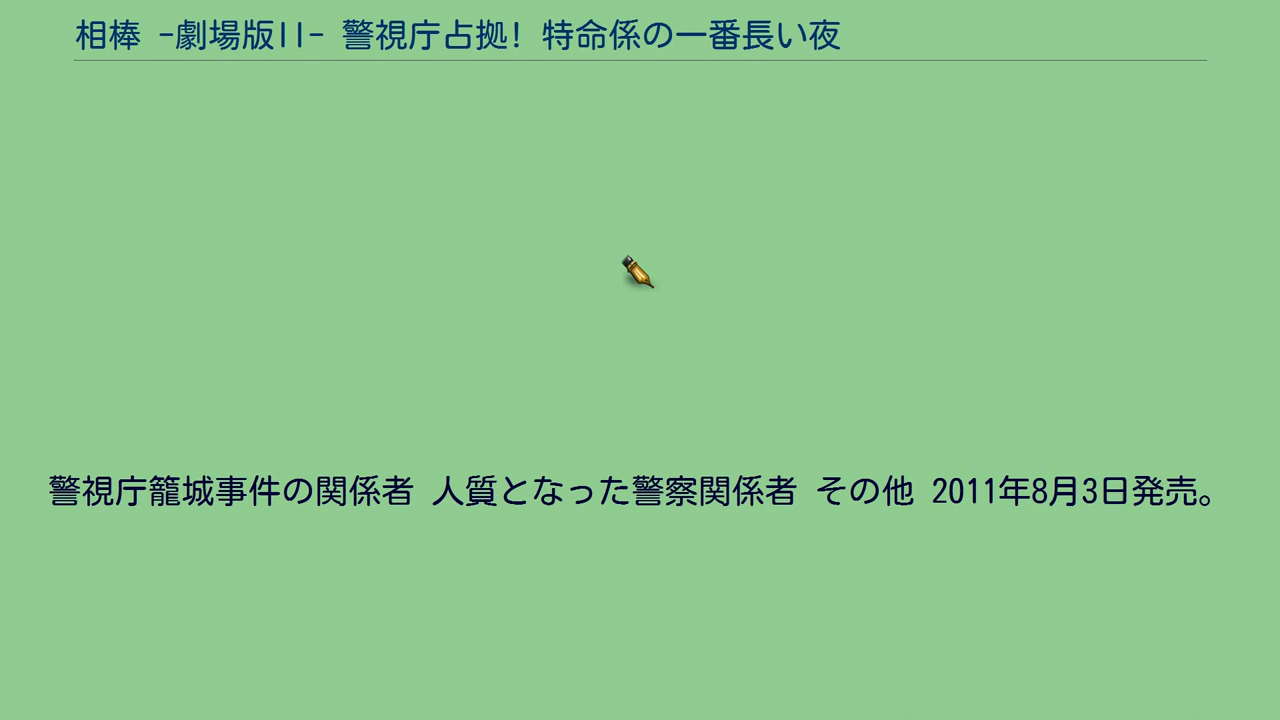 相棒 -劇場版II- 警視庁占拠! 特命係の一番長い夜
警視庁籠城事件の関係者 人質となった警察関係者 その他 2011年8月3日発売。